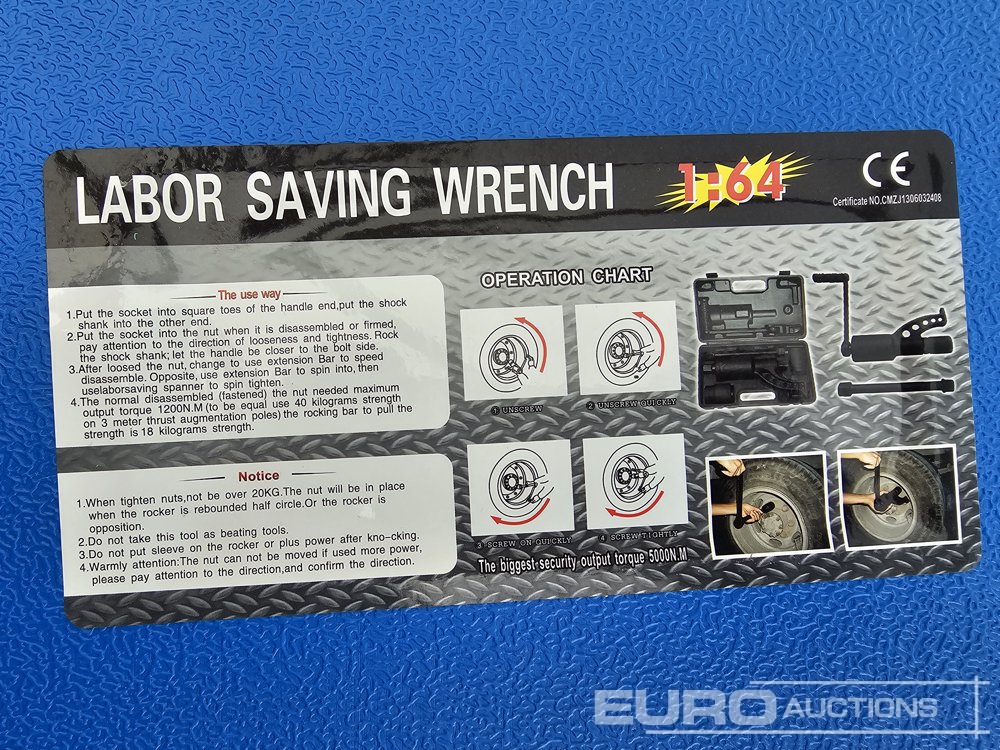 LABOR SAVING WRENCH 1:64
CE
Certificate NO.CMZJ1306032408
The use way
1.Put the socket into square toes of the handle end,put the shock
shank into the other end.
2.Put the socket into the nut when it is disassembled or firmed,
pay attention to the direction of looseness and tightness. Rock
the shock shank; let the handle be closer to the bolt side.
3.After loosed the nut, change to use extension Bar to speed
disassemble. Opposite, use extension Bar to spin into, then
uselaborsaving spanner to spin tighten.
4.The normal disassembled (fastened) the nut needed maximum
output torque 1200N.M (to be equal use 40 kilograms strength
on 3 meter thrust augmentation poles) the rocking bar to pull the
strength is 18 kilograms strength.
Notice
1.When tighten nuts,not be over 20KG.The nut will be in place
when the rocker is rebounded half circle.Or the rocker is
opposition.
2.Do not take this tool as beating tools.
3.Do not put sleeve on the rocker or plus power after kno-cking.
4.Warmly attention:The nut can not be moved if used more power,
please pay attention to the direction,and confirm the direction.
OPERATION CHART
① UNSCREW
② UNSCREW QUICKLY
3 SCREW ON QUICKLY
4 SCREW TIGHTLY
The biggest security output torque 5000N.M
EURO AUCTIONS